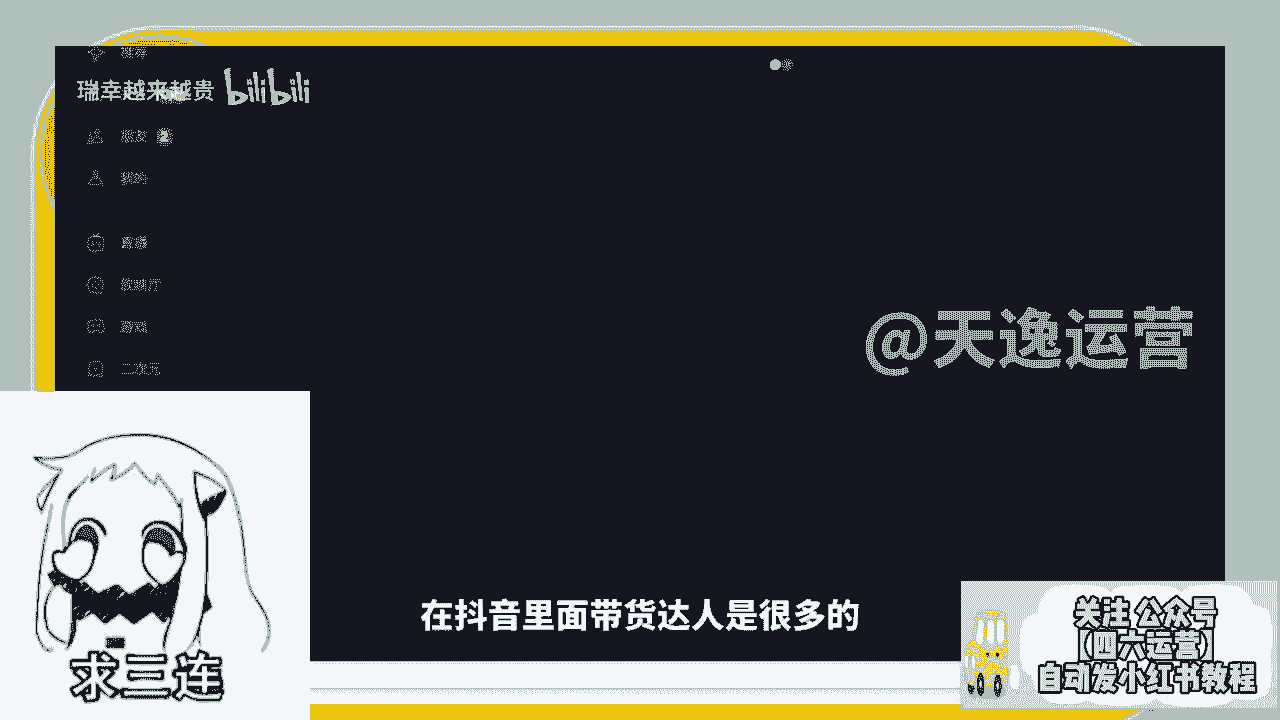 推荐
瑞幸越来越贵 bilibili
朋友 2
我的
直播
放映厅
游戏
二次元
@天逸运营
在抖音里面带货达人是很多的
求三连
关注 公众号
(四六运营)
自动发小红书教程